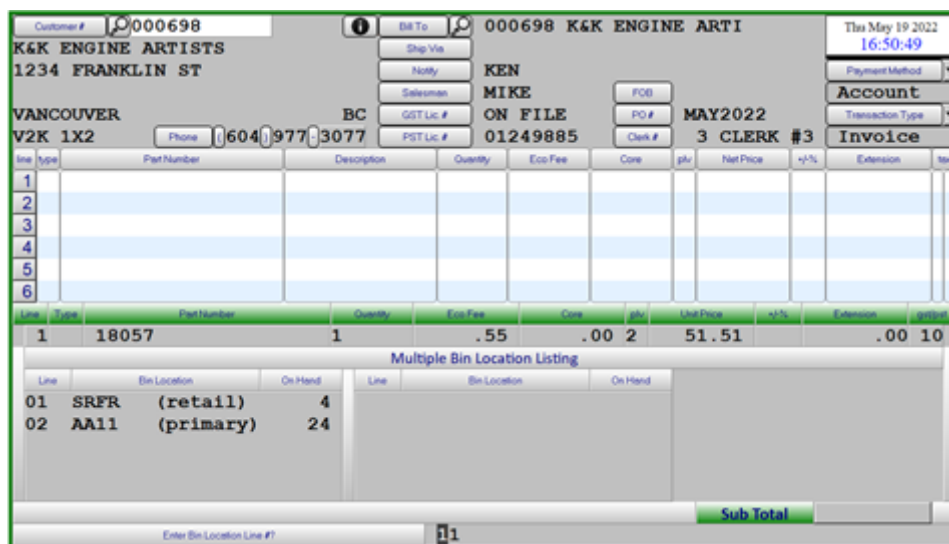 Customer # 000698 Bill To 000698 K&K ENGINE ARTI Thu May 19 2022
16:50:49
K&K ENGINE ARTISTS Ship Via
1234 FRANKLIN ST Notify KEN Payment Method
Salesman MIKE FOB Account
VANCOUVER BC GST Lic. # ON FILE PO # MAY2022 Transaction Type
V2K 1X2 Phone (604)977-3077 PST Lic. # 01249885 Clerk # 3 CLERK #3 Invoice
line type Part Number Description Quantity Eco Fee Core plv Net Price +/-% Extension
1
2
3
4
5
6
Line Type Part Number Quantity Eco Fee Core plv Unit Price +/-% Extension gst/pst
1 18057 1 .55 .00 2 51.51 .00 10
Multiple Bin Location Listing
Line Bin Location On Hand Line Bin Location On Hand
01 SRFR (retail) 4
02 AA11 (primary) 24
Sub Total
Enter Bin Location Line #? 11